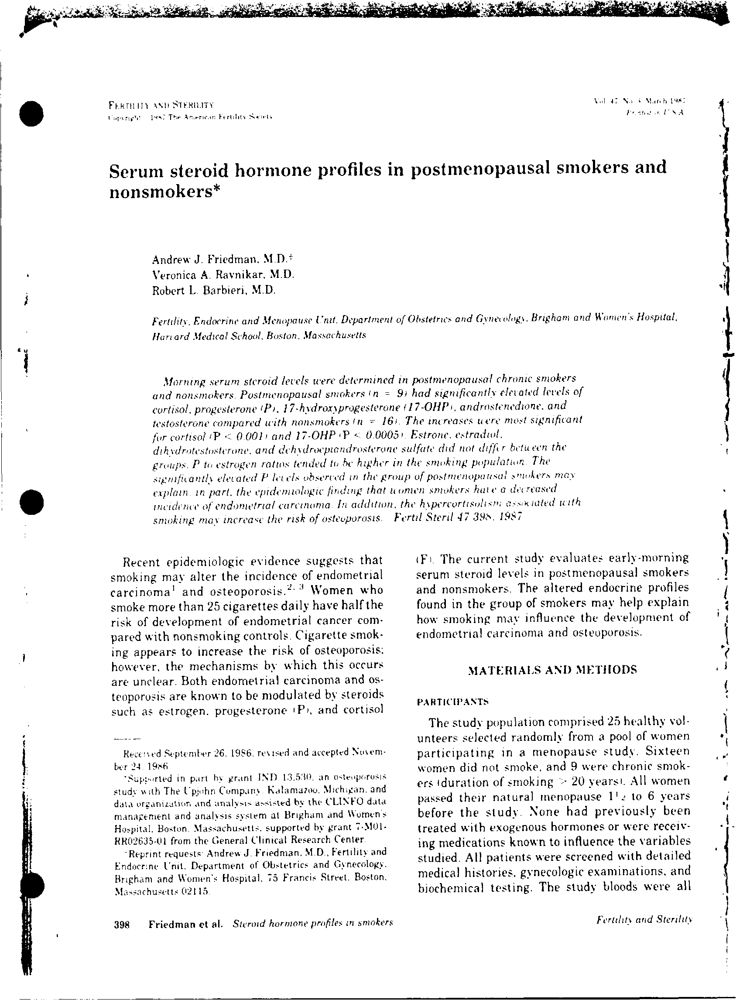 FERTILITY AND STERILITY
Copyright 1987 The American Fertility Society
Vol. 47, No. 3, March 1987
Printed in U.S.A.
Serum steroid hormone profiles in postmenopausal smokers and
nonsmokers*
Andrew J. Friedman, M.D.†
Veronica A. Ravnikar, M.D.
Robert L. Barbieri, M.D.
Fertility, Endocrine and Menopause Unit, Department of Obstetrics and Gynecology, Brigham and Women's Hospital,
Harvard Medical School, Boston, Massachusetts
Morning serum steroid levels were determined in postmenopausal chronic smokers
and nonsmokers. Postmenopausal smokers (n = 9) had significantly elevated levels of
cortisol, progesterone (P), 17-hydroxyprogesterone (17-OHP), androstenedione, and
testosterone compared with nonsmokers (n = 16). The increases were most significant
for cortisol (P < 0.001) and 17-OHP (P < 0.0005). Estrone, estradiol,
dihydrotestosterone, and dehydroepiandrosterone sulfate did not differ between the
groups. P to estrogen ratios tended to be higher in the smoking population. The
significantly elevated P levels observed in the group of postmenopausal smokers may
explain, in part, the epidemiologic finding that women smokers have a decreased
incidence of endometrial carcinoma. In addition, the hypercortisolism associated with
smoking may increase the risk of osteoporosis. Fertil Steril 47:398, 1987
Recent epidemiologic evidence suggests that
smoking may alter the incidence of endometrial
carcinoma1 and osteoporosis.2, 3 Women who
smoke more than 25 cigarettes daily have half the
risk of development of endometrial cancer com-
pared with nonsmoking controls. Cigarette smok-
ing appears to increase the risk of osteoporosis;
however, the mechanisms by which this occurs
are unclear. Both endometrial carcinoma and os-
teoporosis are known to be modulated by steroids
such as estrogen, progesterone (P), and cortisol
Received September 26, 1986, revised and accepted Novem-
ber 24, 1986.
*Supported in part by grant IND 13,530, an osteoporosis
study with The Upjohn Company, Kalamazoo, Michigan, and
data organization and analysis assisted by the CLINFO data
management and analysis system at Brigham and Women's
Hospital, Boston, Massachusetts, supported by grant 7-M01-
RR02635-01 from the General Clinical Research Center.
†Reprint requests: Andrew J. Friedman, M.D., Fertility and
Endocrine Unit, Department of Obstetrics and Gynecology,
Brigham and Women's Hospital, 75 Francis Street, Boston,
Massachusetts 02115.
(F). The current study evaluates early-morning
serum steroid levels in postmenopausal smokers
and nonsmokers. The altered endocrine profiles
found in the group of smokers may help explain
how smoking may influence the development of
endometrial carcinoma and osteoporosis.
MATERIALS AND METHODS
PARTICIPANTS
The study population comprised 25 healthy vol-
unteers selected randomly from a pool of women
participating in a menopause study. Sixteen
women did not smoke, and 9 were chronic smok-
ers (duration of smoking > 20 years). All women
passed their natural menopause 1½ to 6 years
before the study. None had previously been
treated with exogenous hormones or were receiv-
ing medications known to influence the variables
studied. All patients were screened with detailed
medical histories, gynecologic examinations, and
biochemical testing. The study bloods were all
398 Friedman et al. Steroid hormone profiles in smokers
Fertility and Sterility